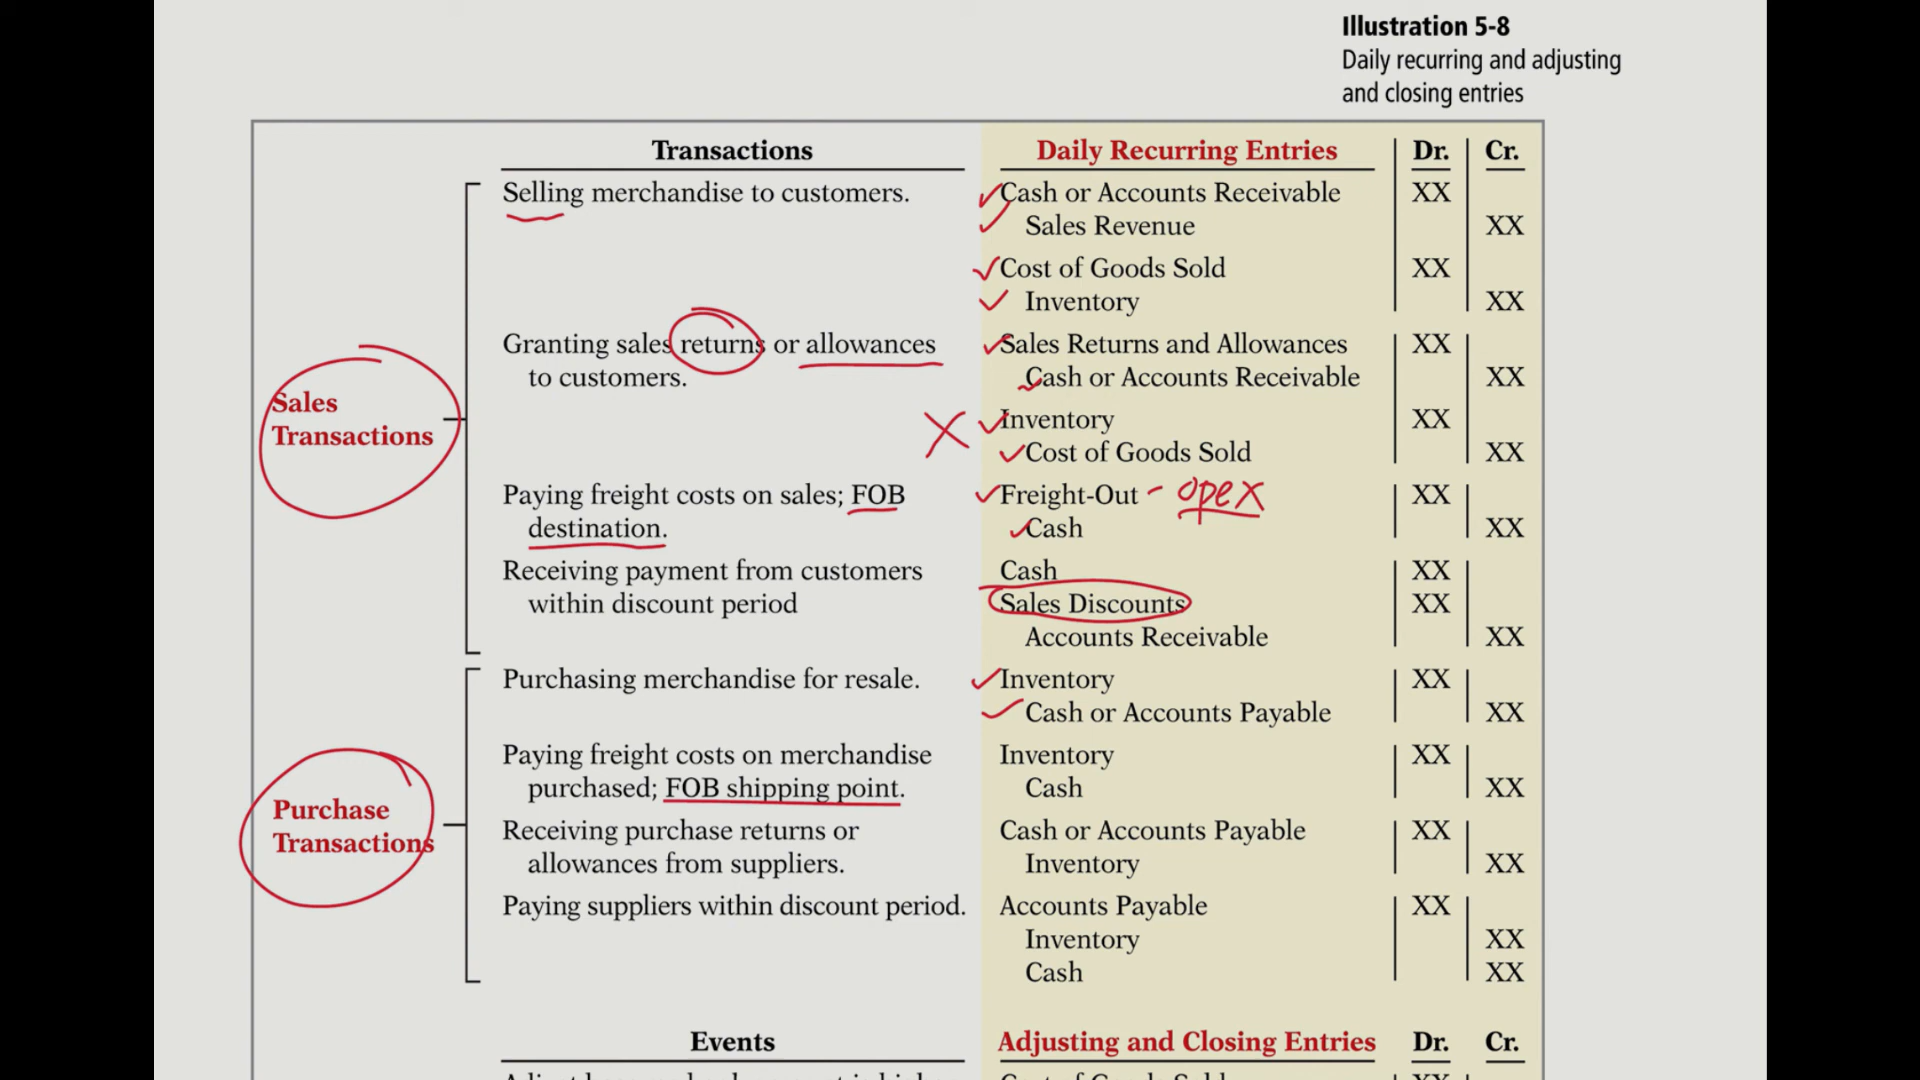 Illustration 5-8
Daily recurring and adjusting
and closing entries
Transactions Daily Recurring Entries Dr. Cr.
Selling merchandise to customers. Cash or Accounts Receivable XX
Sales Revenue XX
Cost of Goods Sold XX
Inventory XX
Granting sales returns or allowances Sales Returns and Allowances XX
to customers. Cash or Accounts Receivable XX
Sales
Transactions
Inventory XX
Cost of Goods Sold XX
Paying freight costs on sales; FOB Freight-Out - opex XX
destination. Cash XX
Receiving payment from customers Cash XX
within discount period Sales Discounts XX
Accounts Receivable XX
Purchasing merchandise for resale. Inventory XX
Cash or Accounts Payable XX
Paying freight costs on merchandise Inventory XX
purchased; FOB shipping point. Cash XX
Purchase
Transactions
Receiving purchase returns or Cash or Accounts Payable XX
allowances from suppliers. Inventory XX
Paying suppliers within discount period. Accounts Payable XX
Inventory XX
Cash XX
Events Adjusting and Closing Entries Dr. Cr.